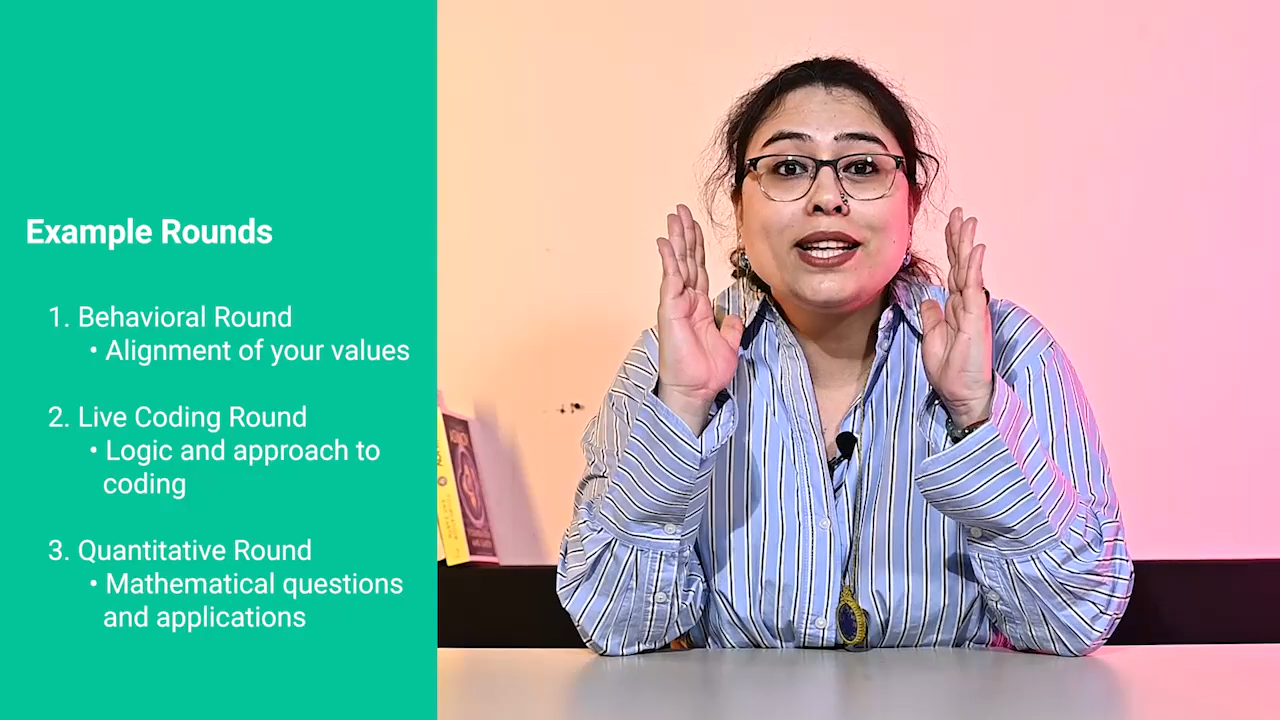 Example Rounds
1. Behavioral Round
• Alignment of your values
2. Live Coding Round
• Logic and approach to
coding
3. Quantitative Round
• Mathematical questions
and applications